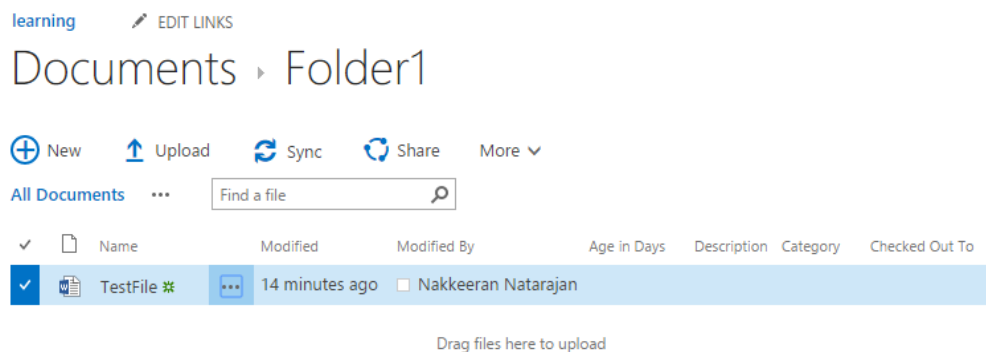 learning EDIT LINKS
Documents Folder1
New Upload Sync Share More
All Documents ••• Find a file
Name Modified Modified By Age in Days Description Category Checked Out To
TestFile ••• 14 minutes ago Nakkeeran Natarajan
Drag files here to upload